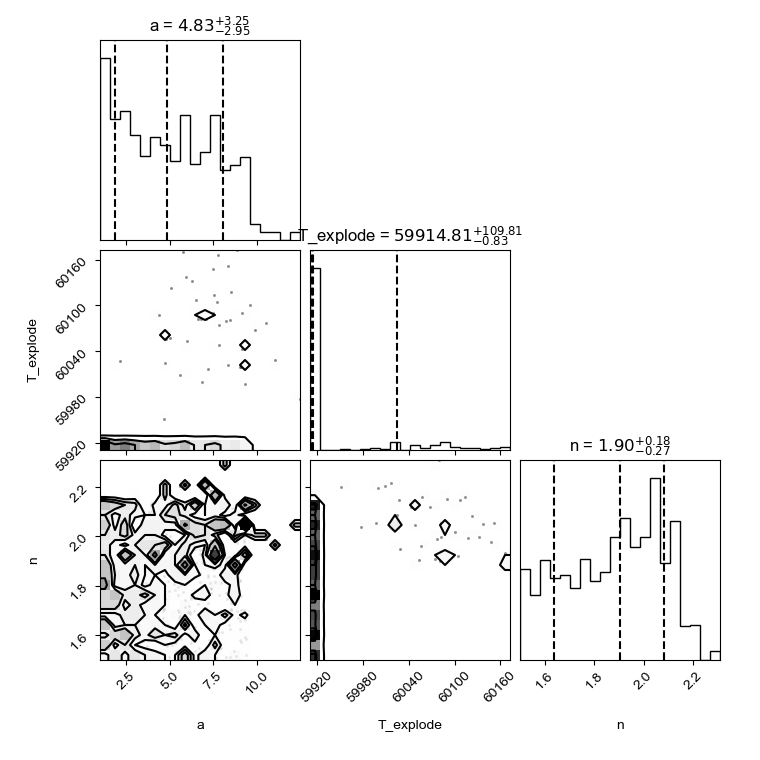 a = 4.83+3.25−2.95
60160
60100
60040
59980
59920
T_explode
T_explode = 59914.81+109.81−0.83
2.2
2.0
1.8
1.6
n
n = 1.90+0.18−0.27
2.5 5.0 7.5 10.0
59920 59980 60040 60100 60160
1.6 1.8 2.0 2.2
a T_explode n